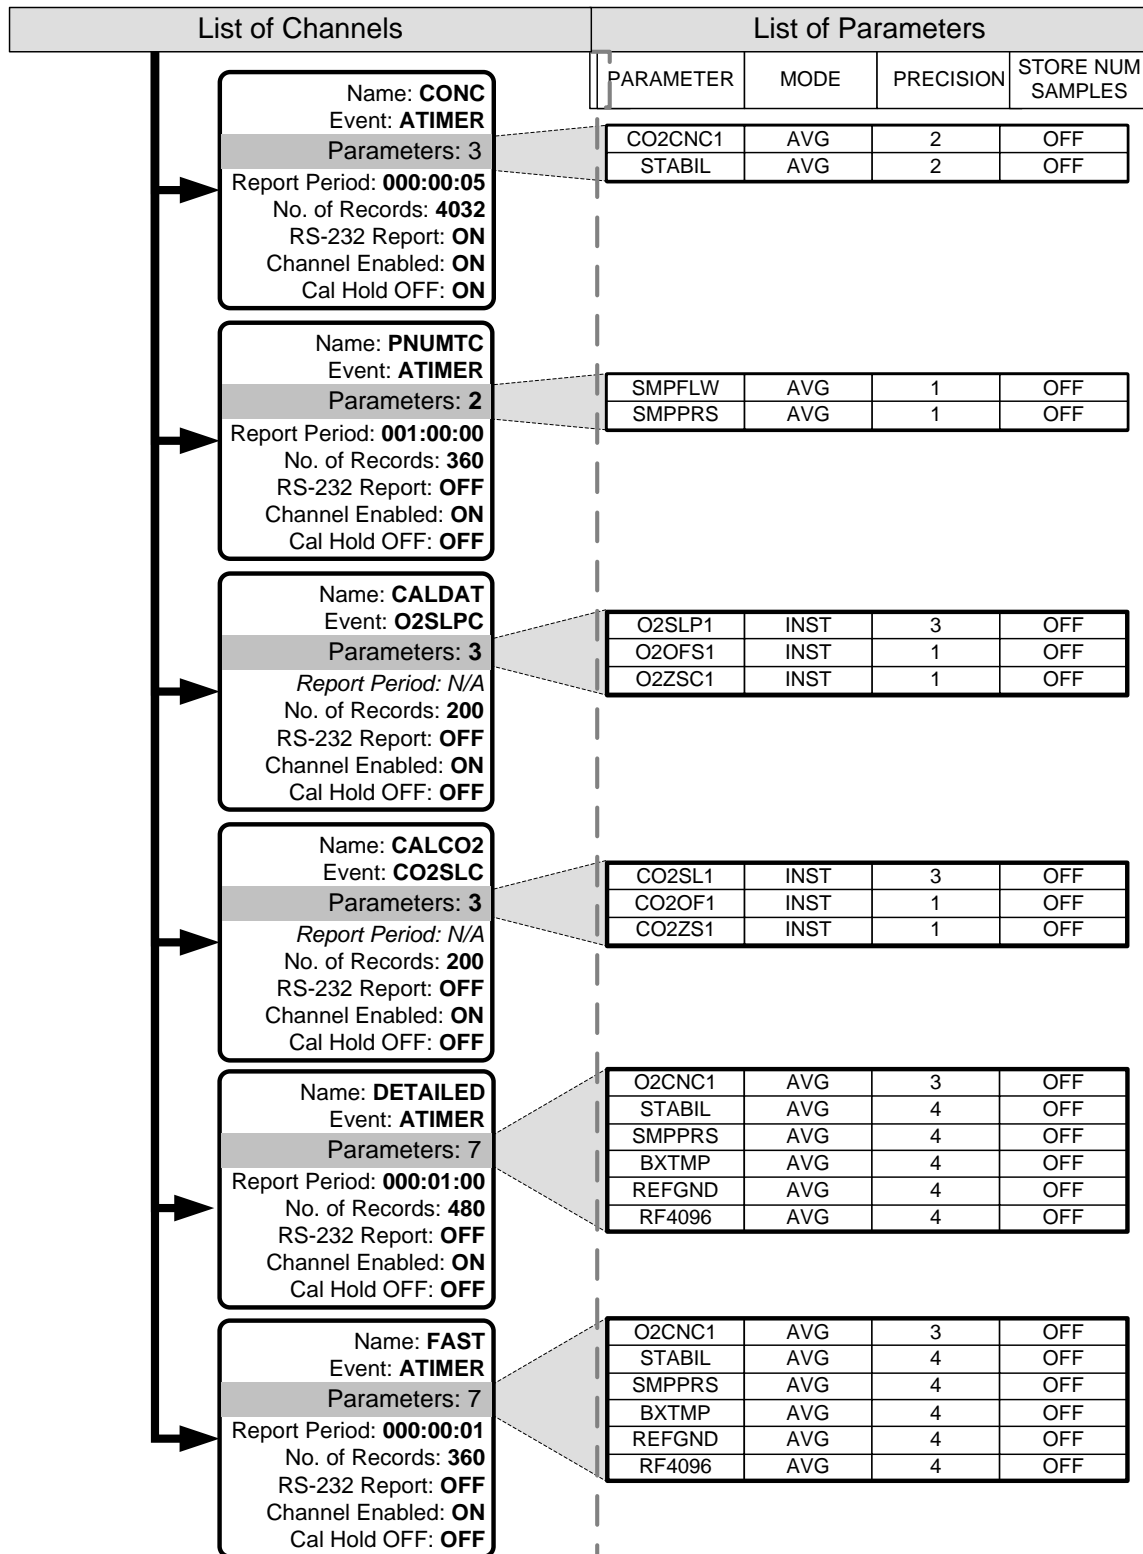 List of Channels
List of Parameters
PARAMETER MODE PRECISION STORE NUM SAMPLES
Name: CONC
Event: ATIMER
Parameters: 3
Report Period: 000:00:05
No. of Records: 4032
RS-232 Report: ON
Channel Enabled: ON
Cal Hold OFF: ON
CO2CNC1 AVG 2 OFF
STABIL AVG 2 OFF
Name: PNUMTC
Event: ATIMER
Parameters: 2
Report Period: 001:00:00
No. of Records: 360
RS-232 Report: OFF
Channel Enabled: ON
Cal Hold OFF: OFF
SMPFLW AVG 1 OFF
SMPPRS AVG 1 OFF
Name: CALDAT
Event: O2SLPC
Parameters: 3
Report Period: N/A
No. of Records: 200
RS-232 Report: OFF
Channel Enabled: ON
Cal Hold OFF: OFF
O2SLP1 INST 3 OFF
O2OFS1 INST 1 OFF
O2ZSC1 INST 1 OFF
Name: CALCO2
Event: CO2SLC
Parameters: 3
Report Period: N/A
No. of Records: 200
RS-232 Report: OFF
Channel Enabled: ON
Cal Hold OFF: OFF
CO2SL1 INST 3 OFF
CO2OF1 INST 1 OFF
CO2ZS1 INST 1 OFF
Name: DETAILED
Event: ATIMER
Parameters: 7
Report Period: 000:01:00
No. of Records: 480
RS-232 Report: OFF
Channel Enabled: ON
Cal Hold OFF: OFF
O2CNC1 AVG 3 OFF
STABIL AVG 4 OFF
SMPPRS AVG 4 OFF
BXTMP AVG 4 OFF
REFGND AVG 4 OFF
RF4096 AVG 4 OFF
Name: FAST
Event: ATIMER
Parameters: 7
Report Period: 000:00:01
No. of Records: 360
RS-232 Report: OFF
Channel Enabled: ON
Cal Hold OFF: OFF
O2CNC1 AVG 3 OFF
STABIL AVG 4 OFF
SMPPRS AVG 4 OFF
BXTMP AVG 4 OFF
REFGND AVG 4 OFF
RF4096 AVG 4 OFF